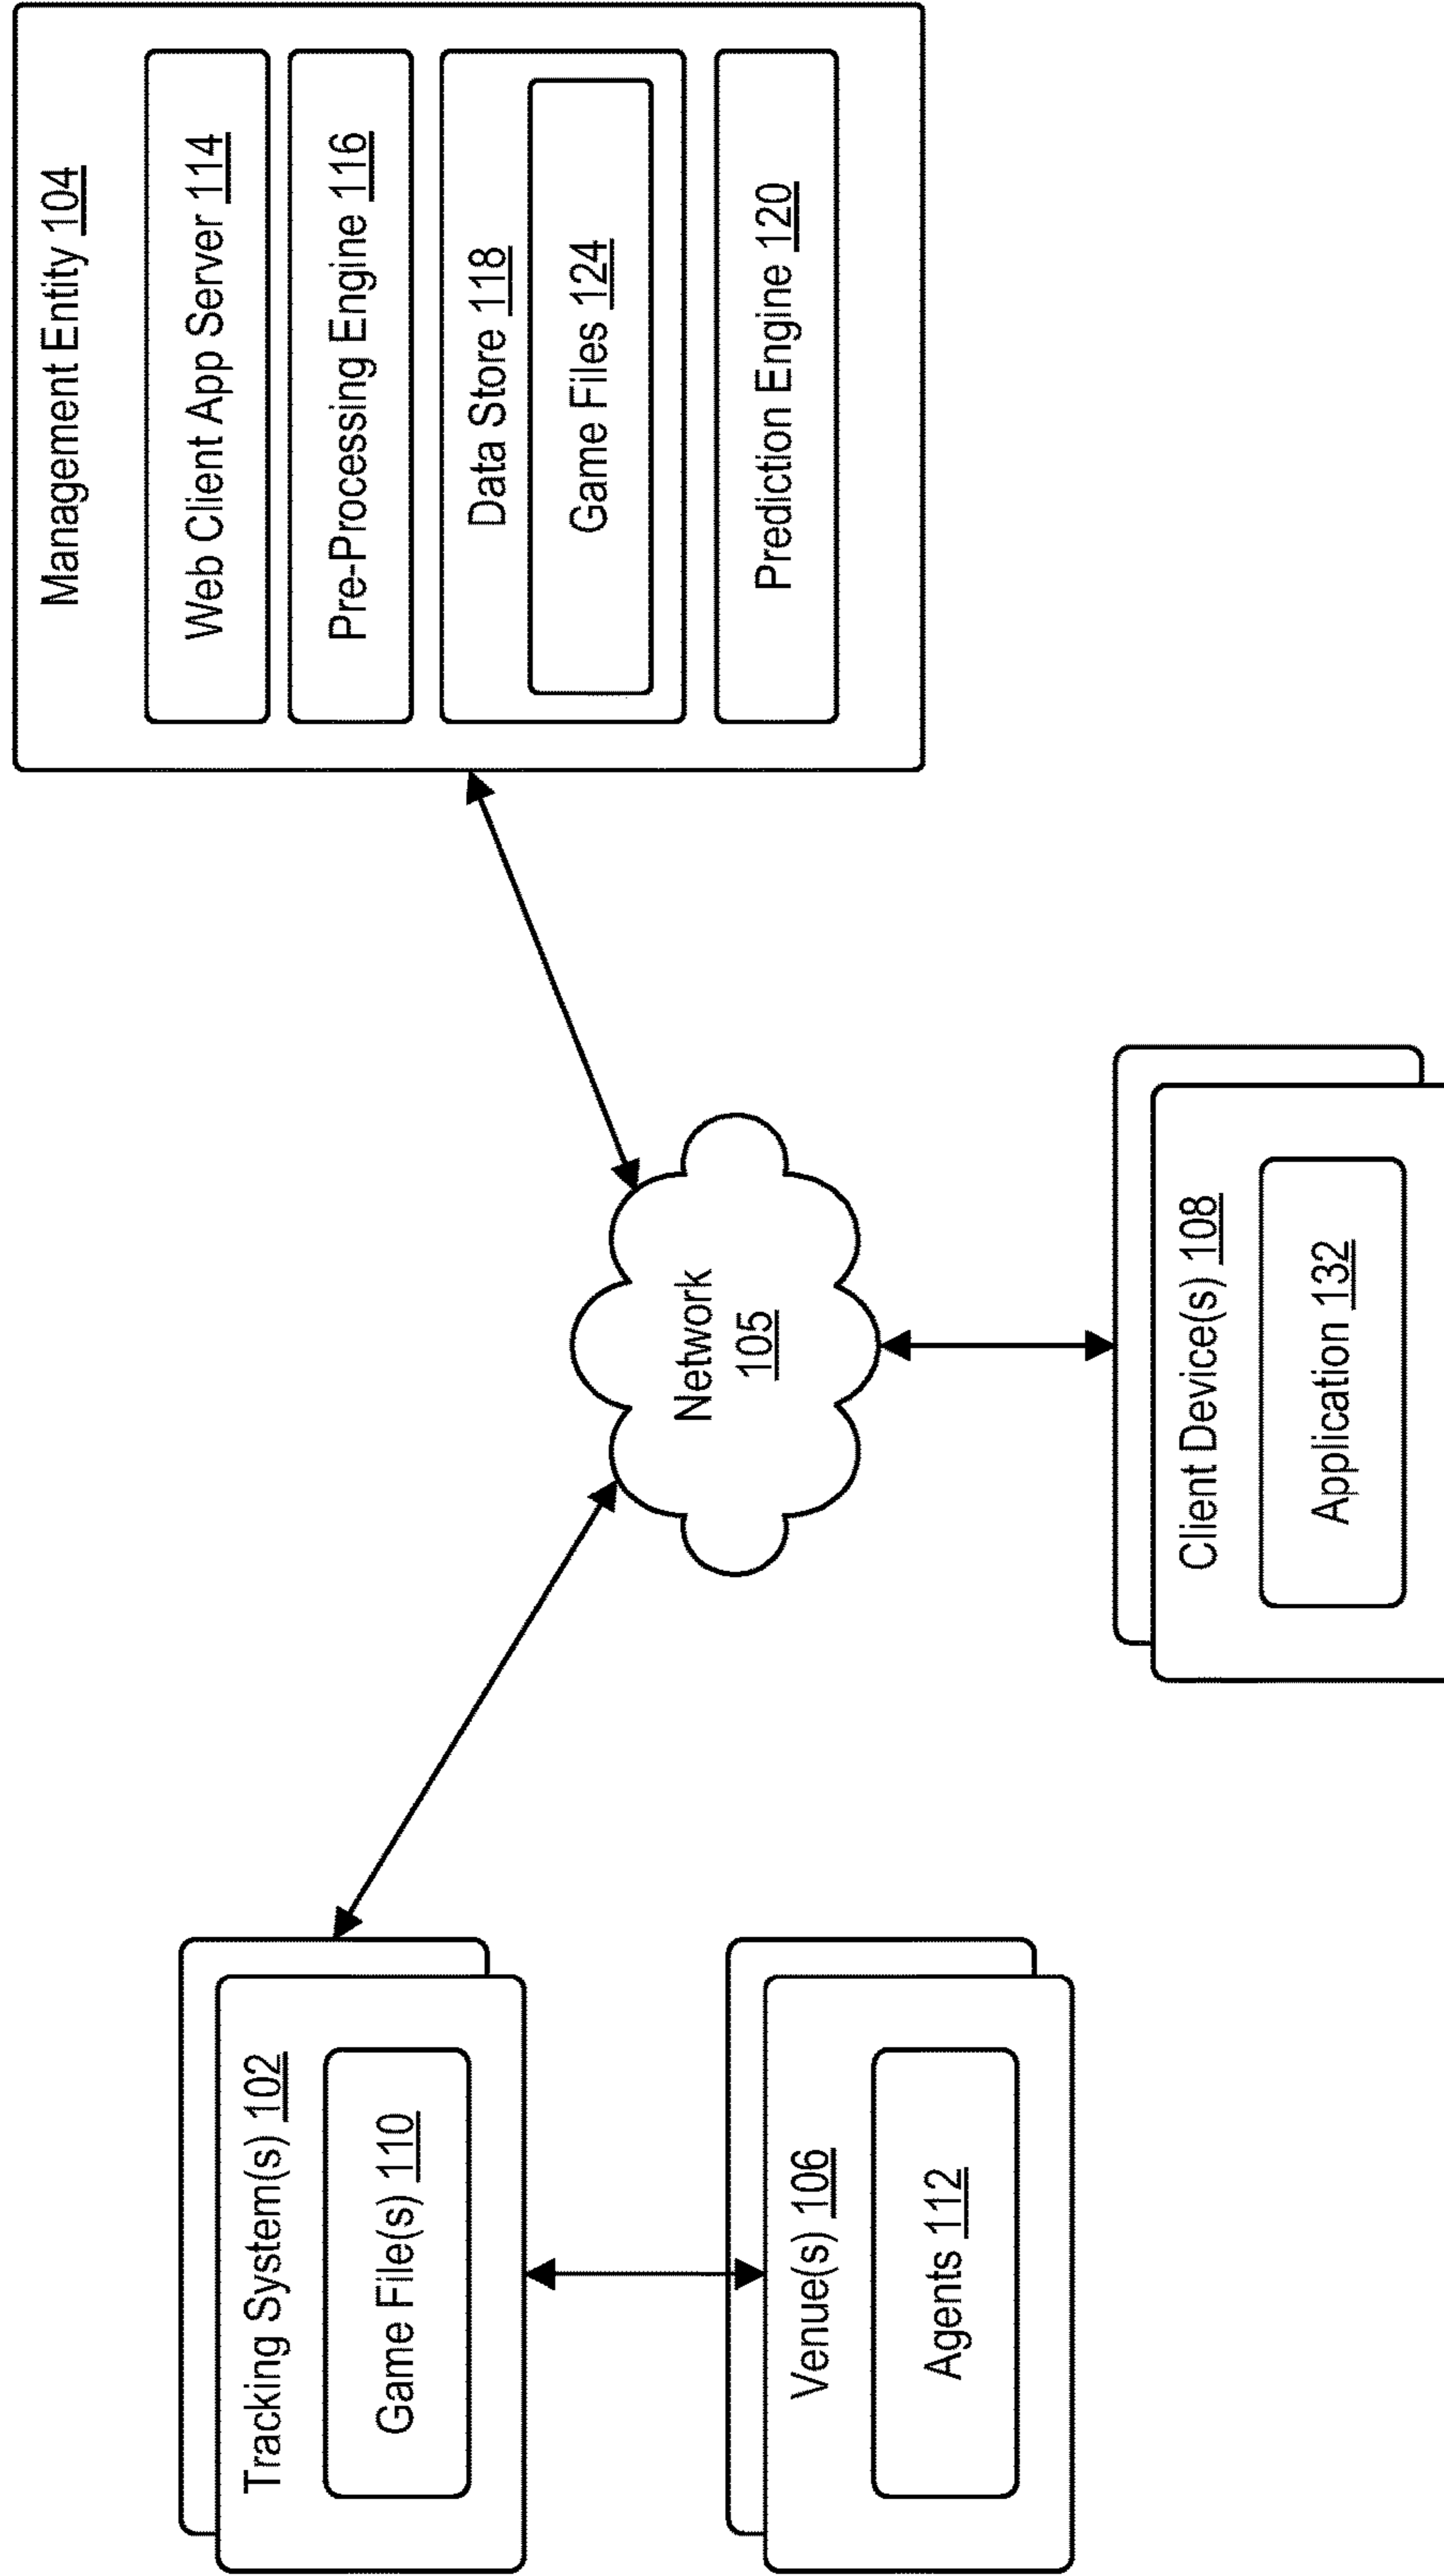 Tracking System(s) 102
Game File(s) 110
Venue(s) 106
Agents 112
Network
105
Client Device(s) 108
Application 132
Management Entity 104
Web Client App Server 114
Pre-Processing Engine 116
Data Store 118
Game Files 124
Prediction Engine 120